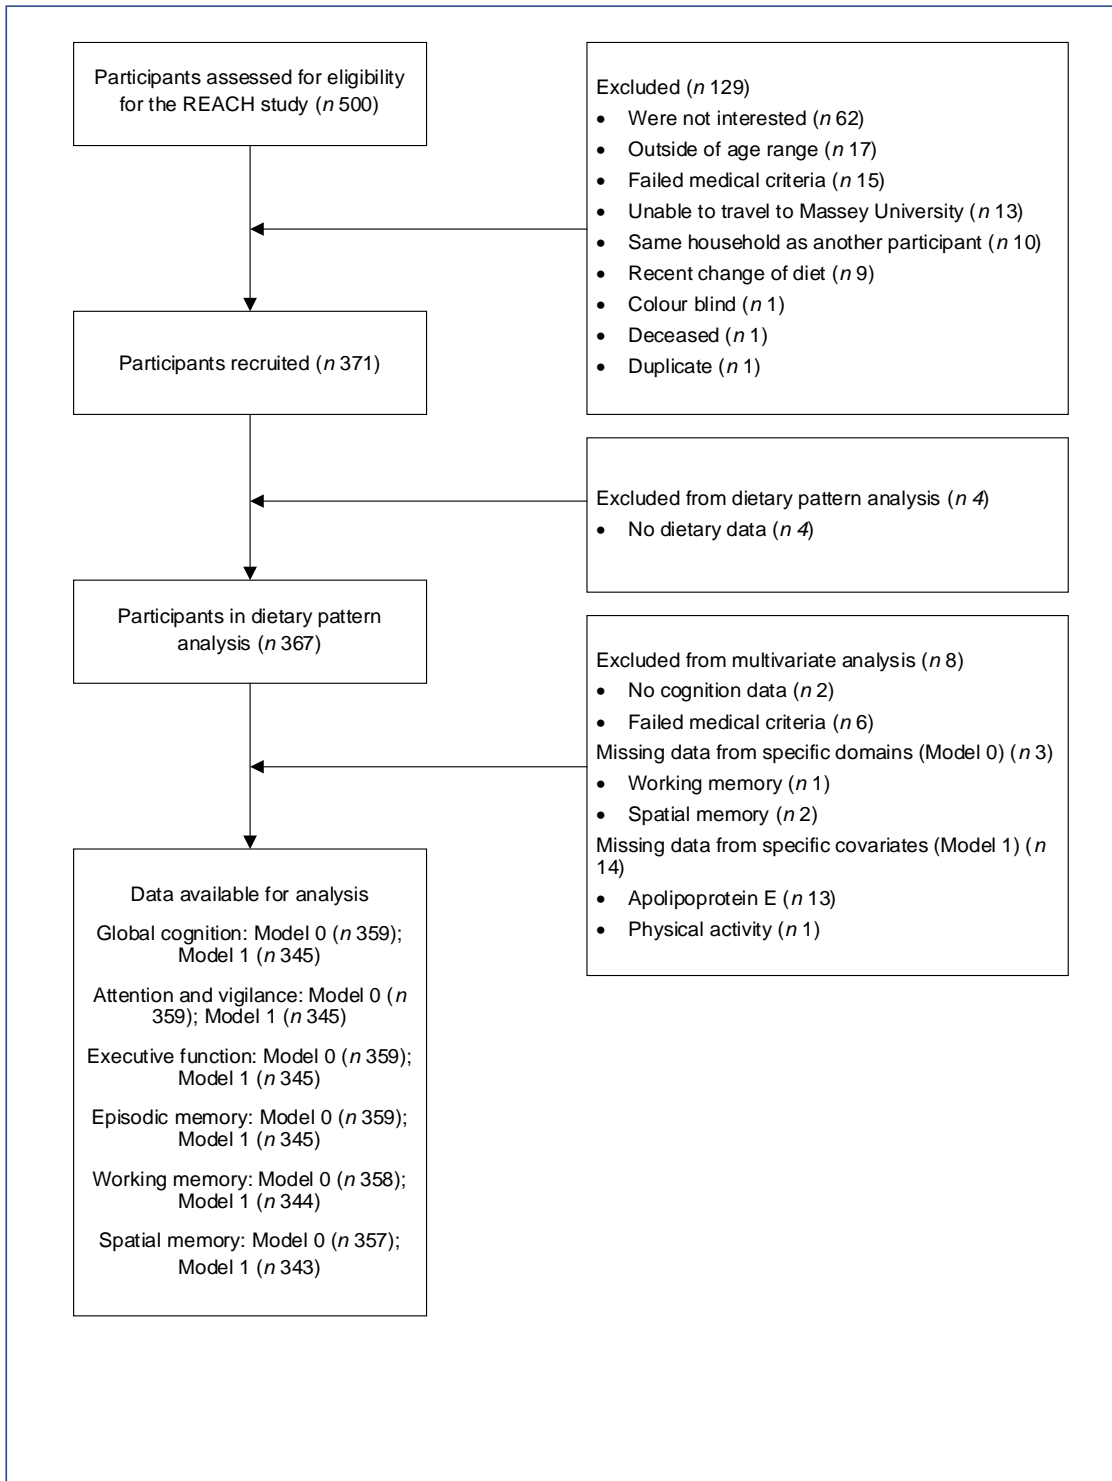 Participants assessed for eligibility
for the REACH study (n 500)
Excluded (n 129)
• Were not interested (n 62)
• Outside of age range (n 17)
• Failed medical criteria (n 15)
• Unable to travel to Massey University (n 13)
• Same household as another participant (n 10)
• Recent change of diet (n 9)
• Colour blind (n 1)
• Deceased (n 1)
• Duplicate (n 1)
Participants recruited (n 371)
Excluded from dietary pattern analysis (n 4)
• No dietary data (n 4)
Participants in dietary pattern
analysis (n 367)
Excluded from multivariate analysis (n 8)
• No cognition data (n 2)
• Failed medical criteria (n 6)
Missing data from specific domains (Model 0) (n 3)
• Working memory (n 1)
• Spatial memory (n 2)
Missing data from specific covariates (Model 1) (n
14)
• Apolipoprotein E (n 13)
• Physical activity (n 1)
Data available for analysis
Global cognition: Model 0 (n 359);
Model 1 (n 345)
Attention and vigilance: Model 0 (n
359); Model 1 (n 345)
Executive function: Model 0 (n 359);
Model 1 (n 345)
Episodic memory: Model 0 (n 359);
Model 1 (n 345)
Working memory: Model 0 (n 358);
Model 1 (n 344)
Spatial memory: Model 0 (n 357);
Model 1 (n 343)